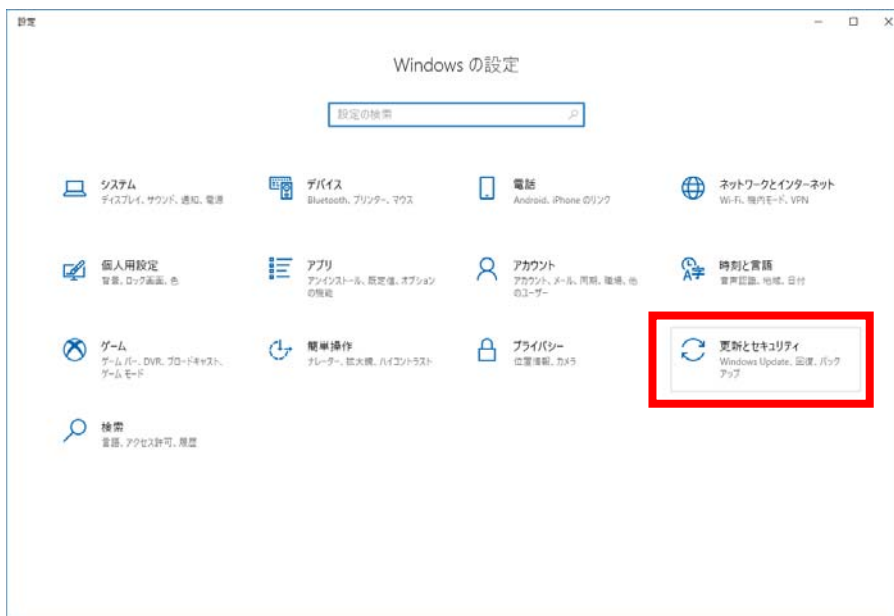 設定
Windows の設定
設定の検索
システム
ディスプレイ、サウンド、通知、電源
デバイス
Bluetooth、プリンター、マウス
電話
Android、iPhone のリンク
ネットワークとインターネット
Wi-Fi、機内モード、VPN
個人用設定
背景、ロック画面、色
アプリ
アンインストール、既定値、オプション
の機能
アカウント
アカウント、メール、同期、職場、他
のユーザー
時刻と言語
音声認識、地域、日付
ゲーム
ゲーム バー、DVR、ブロードキャスト、
ゲーム モード
簡単操作
ナレーター、拡大鏡、ハイコントラスト
プライバシー
位置情報、カメラ
更新とセキュリティ
Windows Update、回復、バック
アップ
検索
言語、アクセス許可、履歴